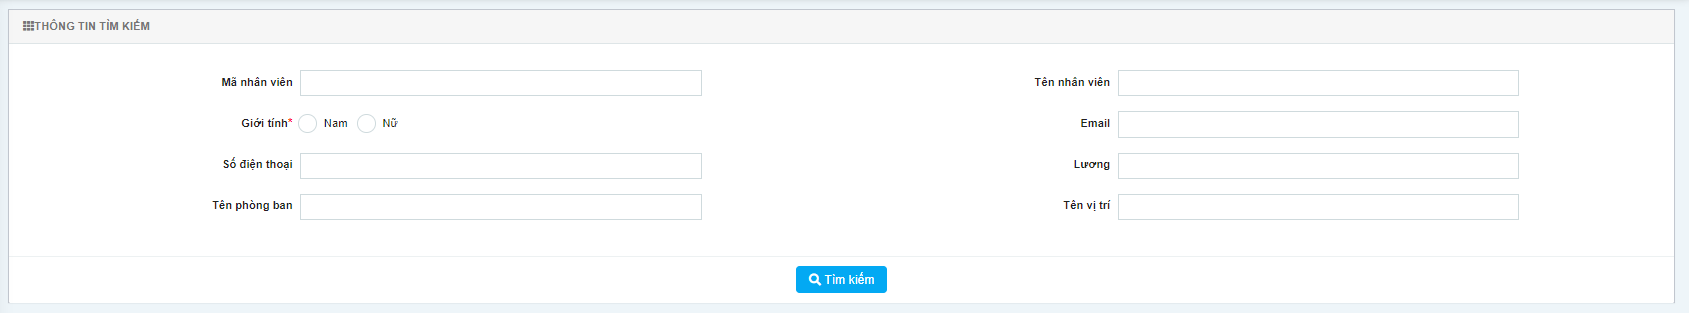 THÔNG TIN TÌM KIẾM
Mã nhân viên
Tên nhân viên
Giới tính* Nam Nữ
Email
Số điện thoại
Lương
Tên phòng ban
Tên vị trí
Tìm kiếm